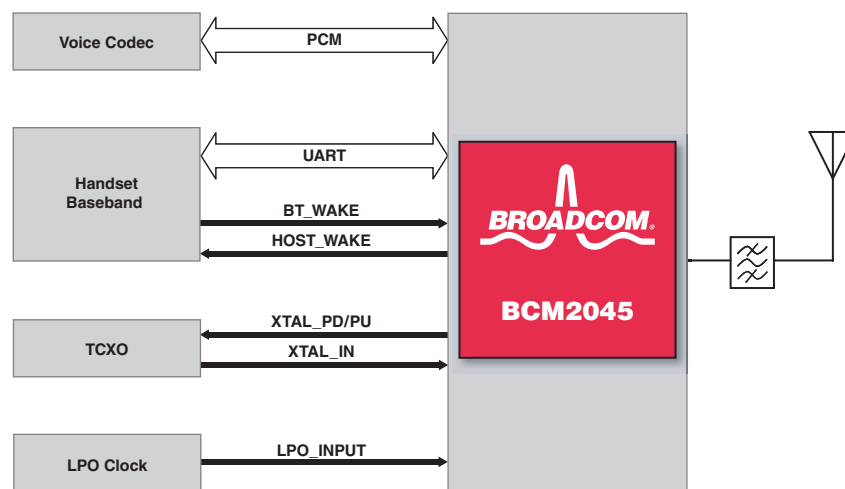 Voice Codec
PCM
Handset
Baseband
UART
BT_WAKE
HOST_WAKE
BROADCOM®
BCM2045
TCXO
XTAL_PD/PU
XTAL_IN
LPO Clock
LPO_INPUT